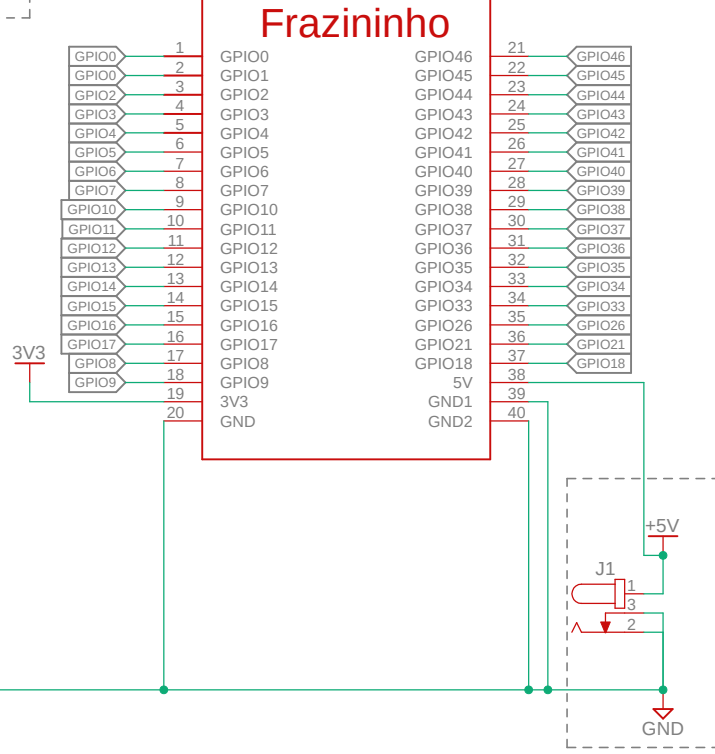 Frazininho
GPIO0 1 GPIO0 GPIO46 21 GPIO46
GPIO0 2 GPIO1 GPIO45 22 GPIO45
GPIO2 3 GPIO2 GPIO44 23 GPIO44
GPIO3 4 GPIO3 GPIO43 24 GPIO43
GPIO4 5 GPIO4 GPIO42 25 GPIO42
GPIO5 6 GPIO5 GPIO41 26 GPIO41
GPIO6 7 GPIO6 GPIO40 27 GPIO40
GPIO7 8 GPIO7 GPIO39 28 GPIO39
GPIO10 9 GPIO10 GPIO38 29 GPIO38
GPIO11 10 GPIO11 GPIO37 30 GPIO37
GPIO12 11 GPIO12 GPIO36 31 GPIO36
GPIO13 12 GPIO13 GPIO35 32 GPIO35
GPIO14 13 GPIO14 GPIO34 33 GPIO34
GPIO15 14 GPIO15 GPIO33 34 GPIO33
GPIO16 15 GPIO16 GPIO26 35 GPIO26
GPIO17 16 GPIO17 GPIO21 36 GPIO21
3V3
GPIO8 17 GPIO8 GPIO18 37 GPIO18
GPIO9 18 GPIO9 5V 38
19 3V3 GND1 39
20 GND GND2 40
+5V
J1
1
3
2
GND